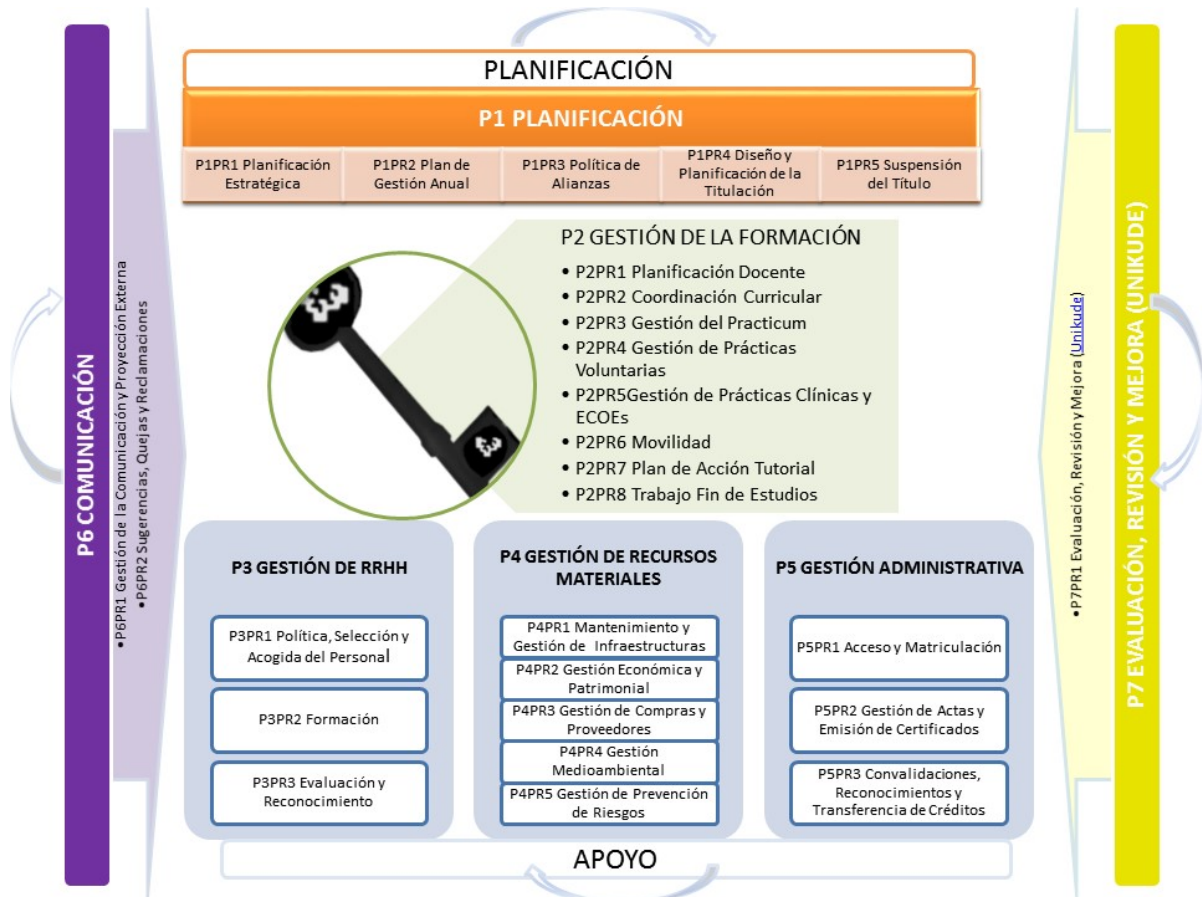 PLANIFICACIÓN
P1 PLANIFICACIÓN
P1PR1 Planificación
Estratégica
P1PR2 Plan de
Gestión Anual
P1PR3 Política de
Alianzas
P1PR4 Diseño y
Planificación de la
Titulación
P1PR5 Suspensión
del Título
P6 COMUNICACIÓN
•P6PR1 Gestión de la Comunicación y Proyección Externa
•P6PR2 Sugerencias, Quejas y Reclamaciones
P2 GESTIÓN DE LA FORMACIÓN
• P2PR1 Planificación Docente
• P2PR2 Coordinación Curricular
• P2PR3 Gestión del Practicum
• P2PR4 Gestión de Prácticas
Voluntarias
• P2PR5Gestión de Prácticas Clínicas y
ECOEs
• P2PR6 Movilidad
• P2PR7 Plan de Acción Tutorial
• P2PR8 Trabajo Fin de Estudios
•P7PR1 Evaluación, Revisión y Mejora (Unikude)
P7 EVALUACIÓN, REVISIÓN Y MEJORA (UNIKUDE)
P3 GESTIÓN DE RRHH
P3PR1 Política, Selección y
Acogida del Personal
P3PR2 Formación
P3PR3 Evaluación y
Reconocimiento
P4 GESTIÓN DE RECURSOS
MATERIALES
P4PR1 Mantenimiento y
Gestión de Infraestructuras
P4PR2 Gestión Económica y
Patrimonial
P4PR3 Gestión de Compras y
Proveedores
P4PR4 Gestión
Medioambiental
P4PR5 Gestión de Prevención
de Riesgos
P5 GESTIÓN ADMINISTRATIVA
P5PR1 Acceso y Matriculación
P5PR2 Gestión de Actas y
Emisión de Certificados
P5PR3 Convalidaciones,
Reconocimientos y
Transferencia de Créditos
APOYO